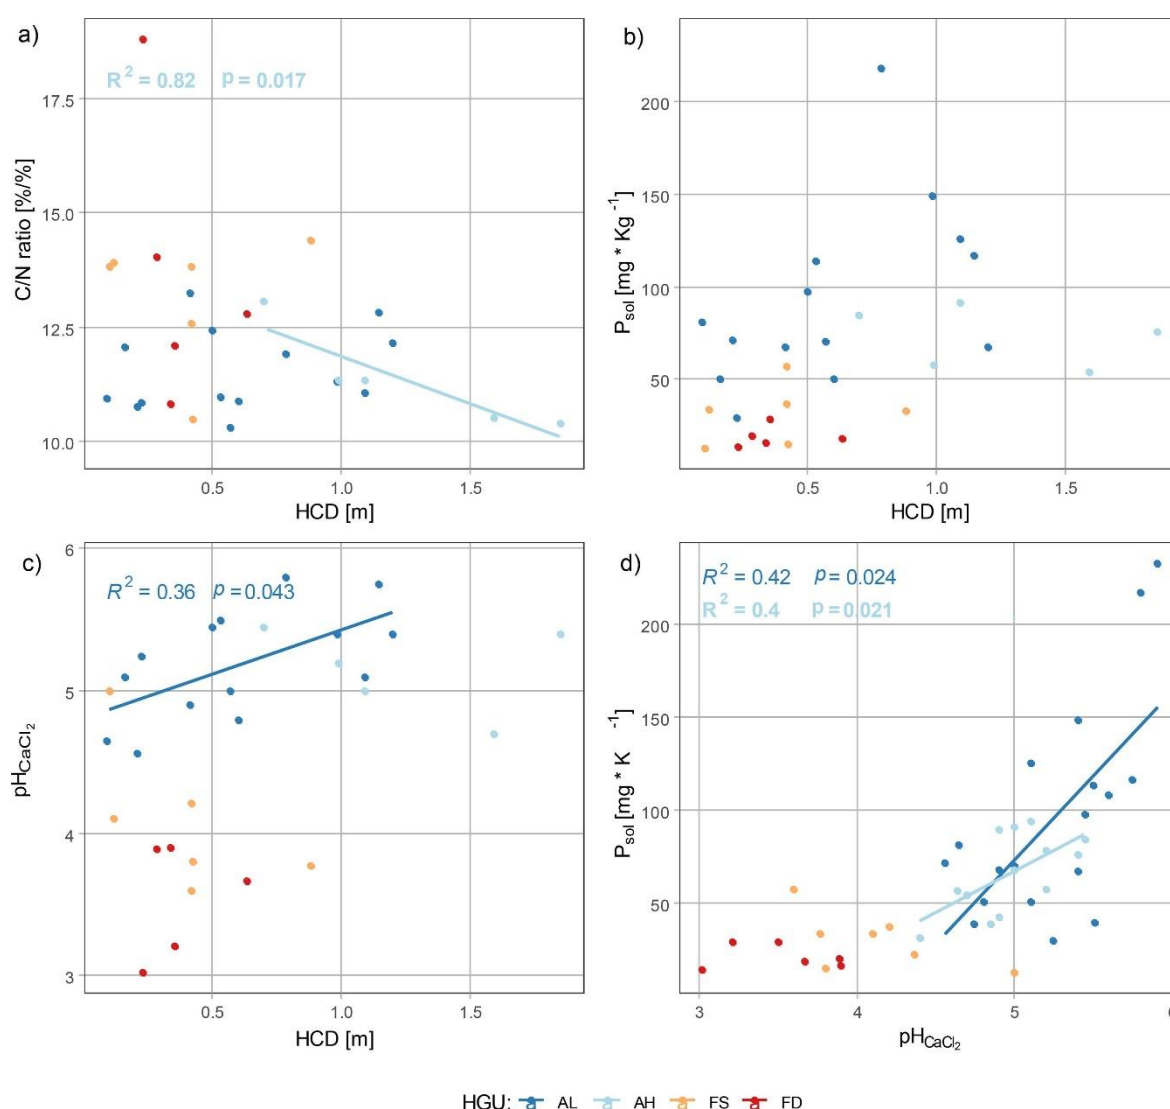 a)
R² = 0.82 p = 0.017
17.5
15.0
12.5
10.0
C/N ratio [%/%]
0.5 1.0 1.5
HCD [m]
b)
200
150
100
50
P_sol [mg * Kg⁻¹]
0.5 1.0 1.5
HCD [m]
c)
R² = 0.36 p = 0.043
6
5
4
3
pH_CaCl₂
0.5 1.0 1.5
HCD [m]
d)
R² = 0.42 p = 0.024
R² = 0.4 p = 0.021
200
150
100
50
P_sol [mg * K ⁻¹]
3 4 5
pH_CaCl₂
HGU: AL AH FS FD